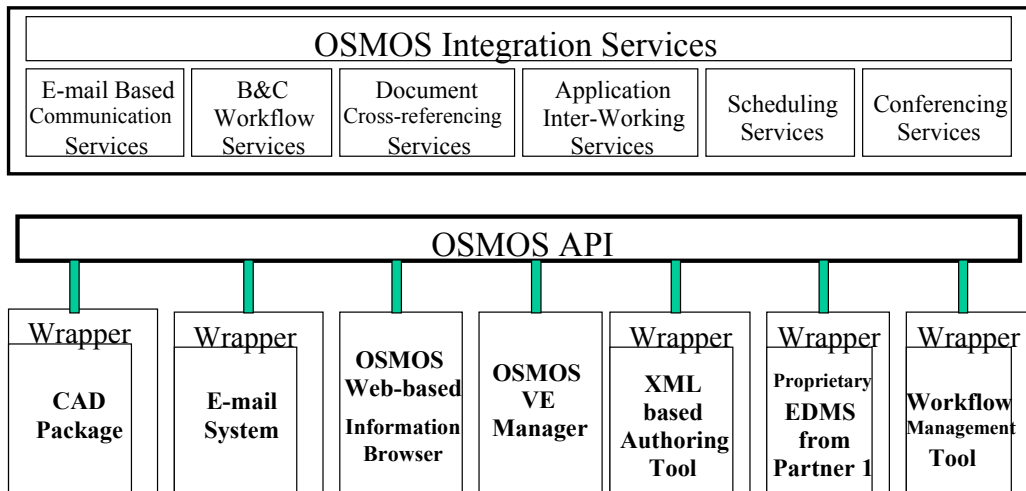 OSMOS Integration Services
E-mail Based
Communication
Services
B&C
Workflow
Services
Document
Cross-referencing
Services
Application
Inter-Working
Services
Scheduling
Services
Conferencing
Services
OSMOS API
Wrapper
CAD
Package
Wrapper
E-mail
System
OSMOS
Web-based
Information
Browser
OSMOS
VE
Manager
Wrapper
XML
based
Authoring
Tool
Wrapper
Proprietary
EDMS
from
Partner 1
Wrapper
Workflow
Management
Tool